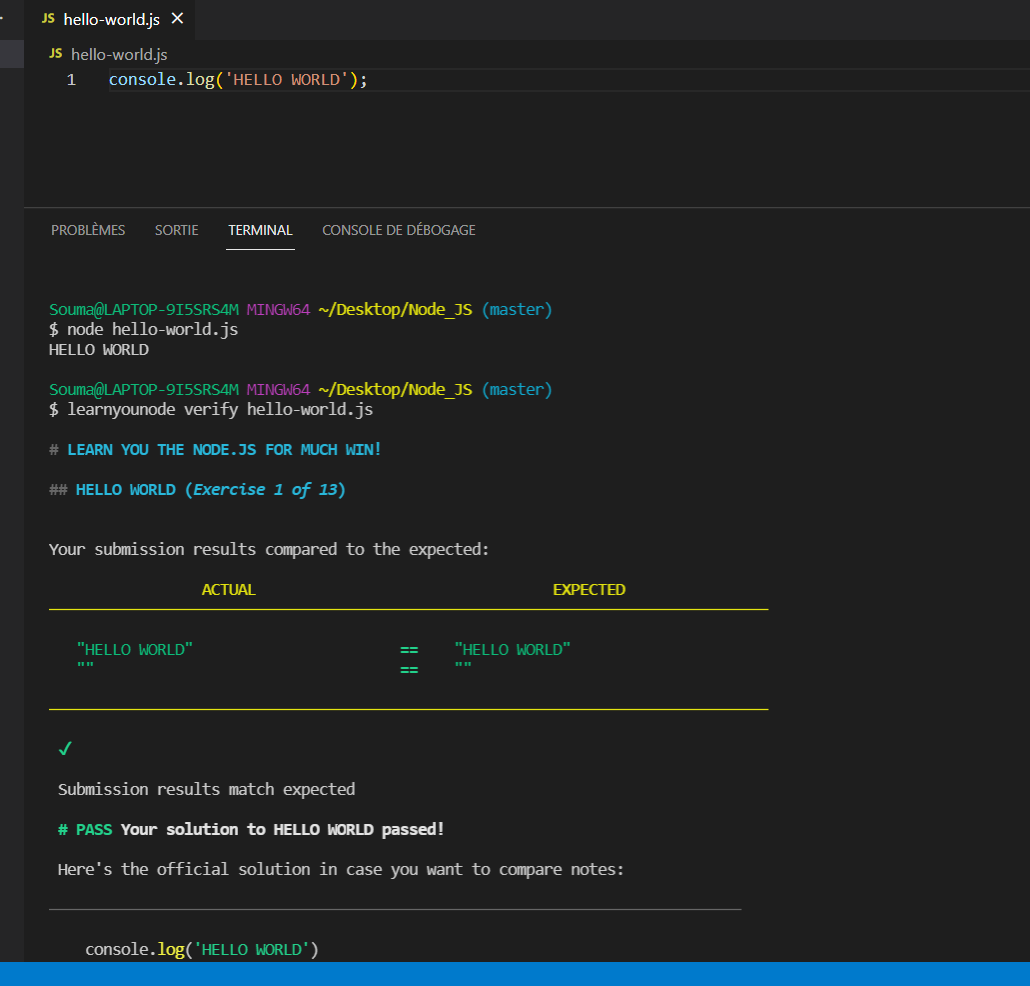 JS hello-world.js ×
JS hello-world.js
1 console.log('HELLO WORLD');
PROBLÈMES SORTIE TERMINAL CONSOLE DE DÉBOGAGE
Souma@LAPTOP-9I5SRS4M MINGW64 ~/Desktop/Node_JS (master)
$ node hello-world.js
HELLO WORLD
Souma@LAPTOP-9I5SRS4M MINGW64 ~/Desktop/Node_JS (master)
$ learnyounode verify hello-world.js
# LEARN YOU THE NODE.JS FOR MUCH WIN!
## HELLO WORLD (Exercise 1 of 13)
Your submission results compared to the expected:
ACTUAL EXPECTED
"HELLO WORLD" == "HELLO WORLD"
"" == ""
✓
Submission results match expected
# PASS Your solution to HELLO WORLD passed!
Here's the official solution in case you want to compare notes:
console.log('HELLO WORLD')